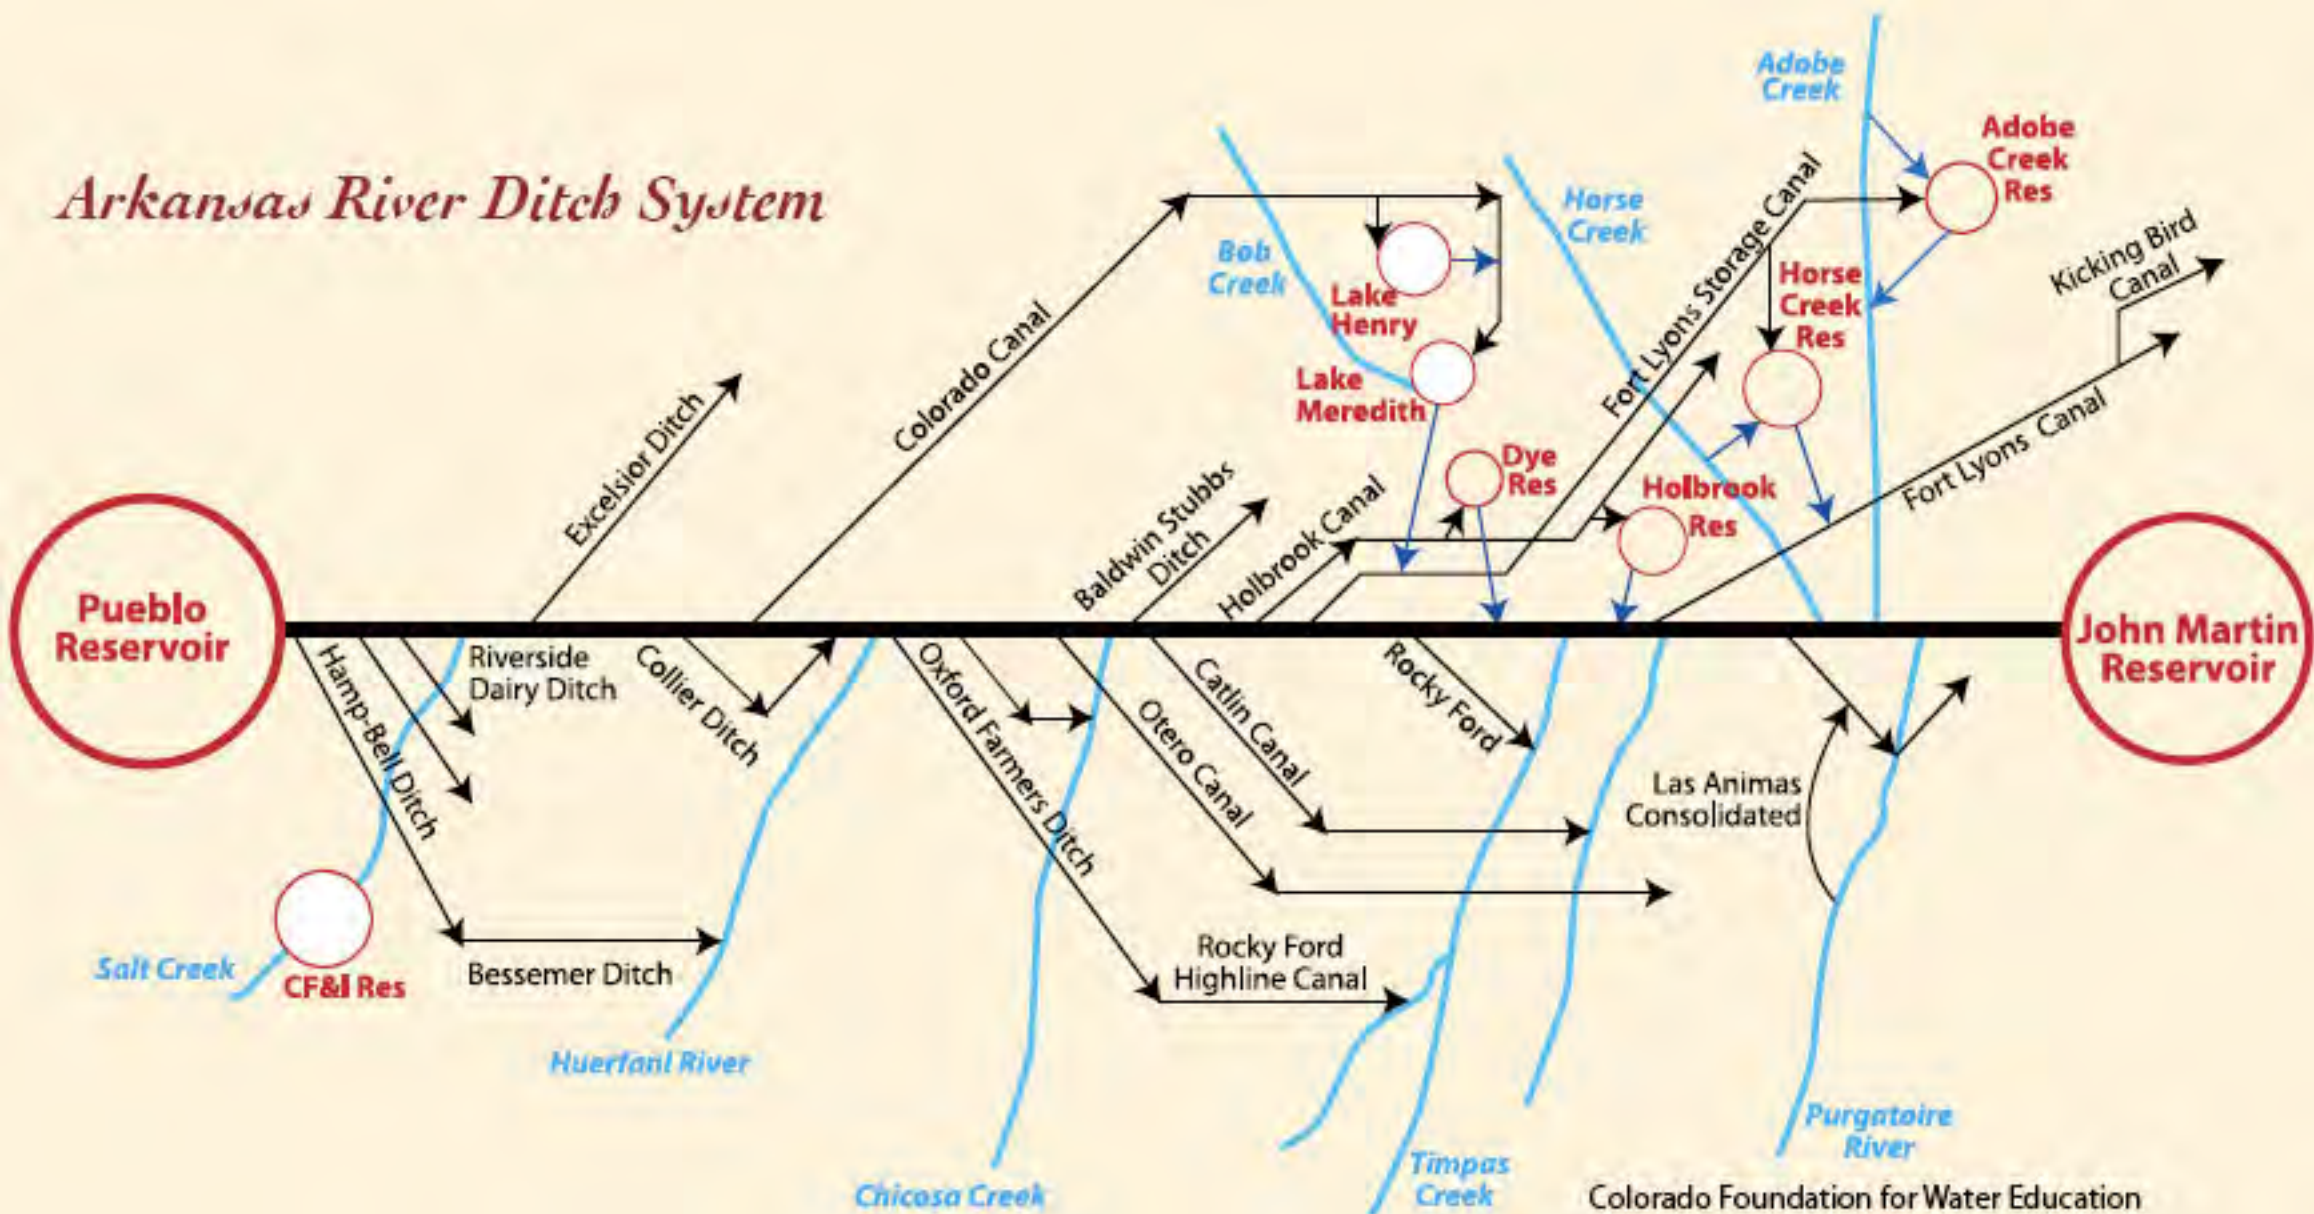 Arkansas River Ditch System
Adobe
Creek
Adobe
Creek
Res
Horse
Creek
Bob
Creek
Lake
Henry
Lake
Meredith
Fort Lyons Storage Canal
Horse
Creek
Res
Kicking Bird
Canal
Fort Lyons Canal
Colorado Canal
Excelsior Ditch
Baldwin Stubbs
Ditch
Holbrook Canal
Dye
Res
Holbrook
Res
Pueblo
Reservoir
John Martin
Reservoir
Riverside
Dairy Ditch
Hamp-Bell Ditch
Collier Ditch
Oxford Farmers Ditch
Otero Canal
Catlin Canal
Rocky Ford
Las Animas
Consolidated
Salt Creek
CF&I Res
Bessemer Ditch
Rocky Ford
Highline Canal
Huerfanl River
Chicosa Creek
Timpas
Creek
Purgatoire
River
Colorado Foundation for Water Education